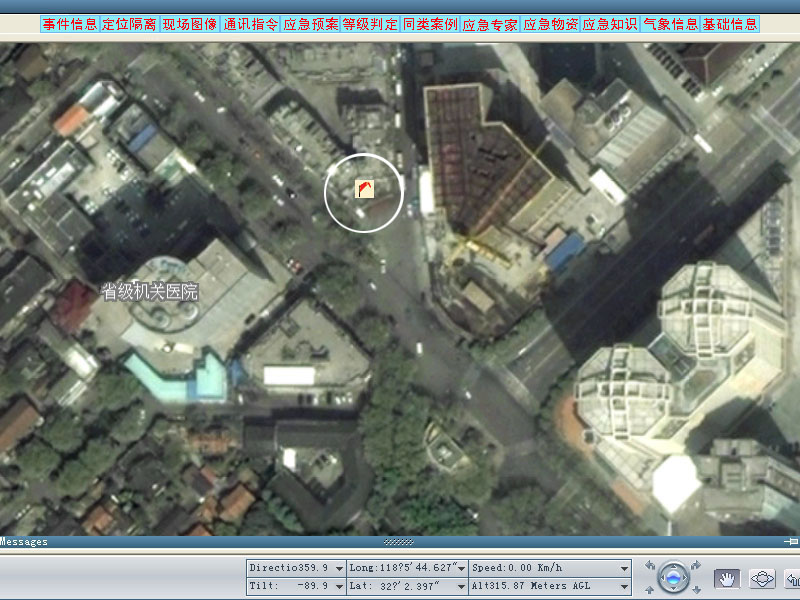 事件信息 定位隔离 现场图像 通讯指令 应急预案 等级判定 同类案例 应急专家 应急物资 应急知识 气象信息 基础信息
省级机关医院
Messages
Directio359.9 Long:118?5'44.627" Speed:0.00 Km/h
Tilt: -89.9 Lat: 32?' 2.397" Alt315.87 Meters AGL